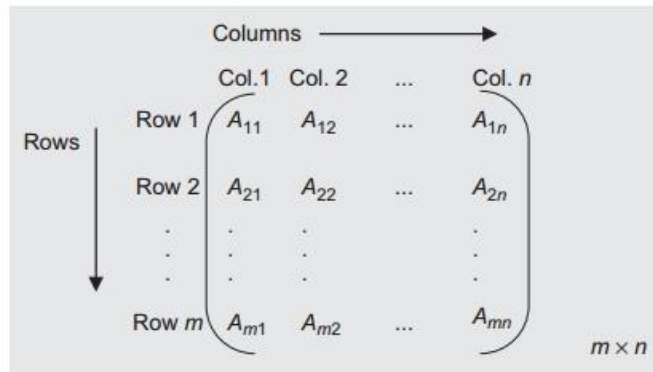 Columns
Col.1 Col. 2 ... Col. n
Row 1 A11 A12 ... A1n
Rows
Row 2 A21 A22 ... A2n
. . . .
. . . .
. . . .
Row m Am1 Am2 ... Amn
m × n